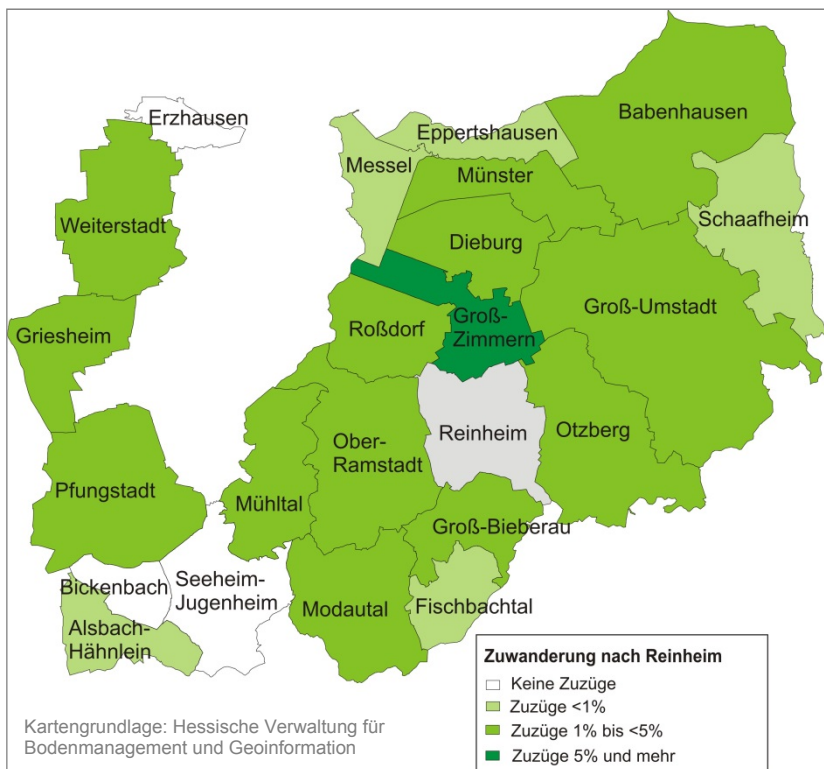 Erzhausen
Babenhausen
Eppertshausen
Messel
Münster
Schaafheim
Weiterstadt
Dieburg
Groß-Umstadt
Griesheim
Roßdorf
Groß-
Zimmern
Reinheim
Otzberg
Ober-
Ramstadt
Pfungstadt
Mühltal
Groß-Bieberau
Bickenbach
Seeheim-
Jugenheim
Modautal
Fischbachtal
Alsbach-
Hähnlein
Zuwanderung nach Reinheim
Keine Zuzüge
Zuzüge <1%
Zuzüge 1% bis <5%
Zuzüge 5% und mehr
Kartengrundlage: Hessische Verwaltung für
Bodenmanagement und Geoinformation